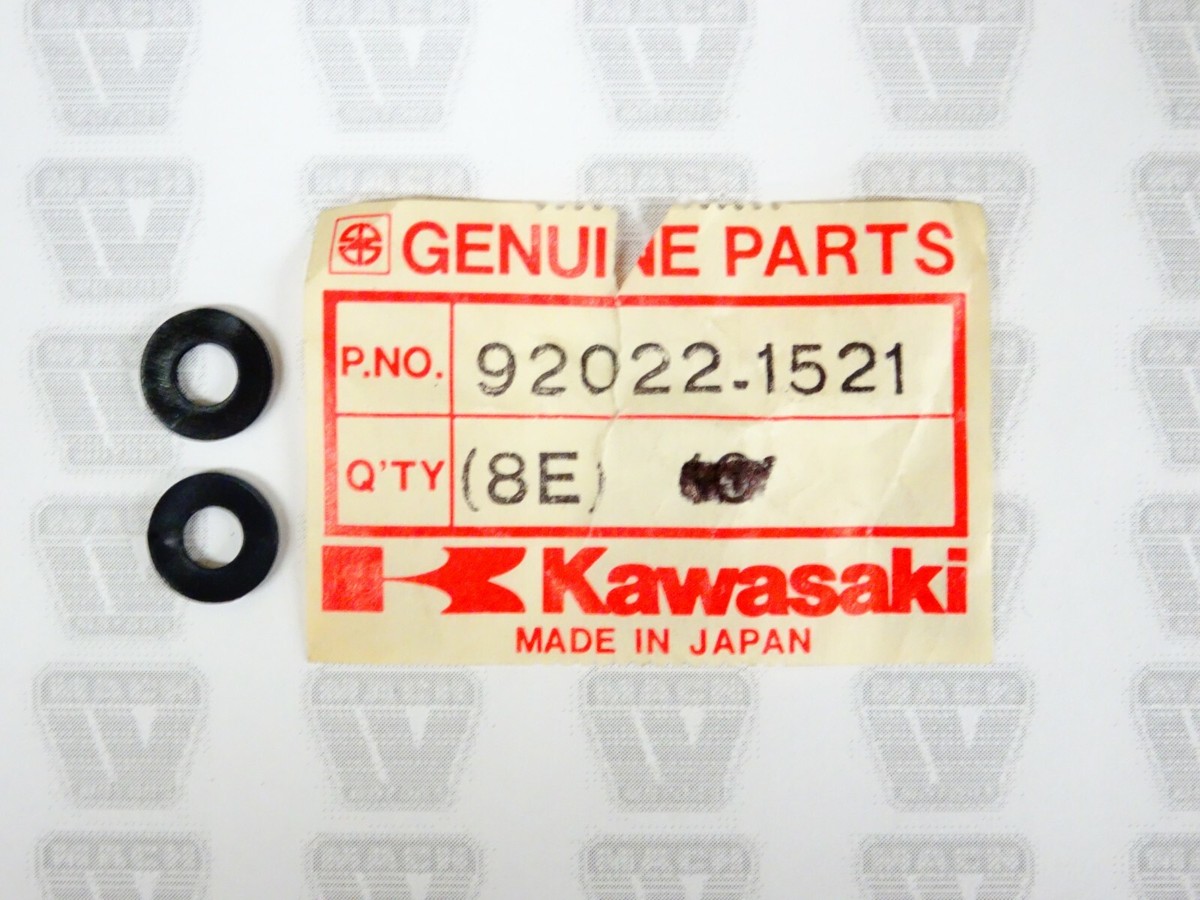 GENUINE PARTS
P.NO. 92022-1521
Q'TY (8E)
Kawasaki
MADE IN JAPAN